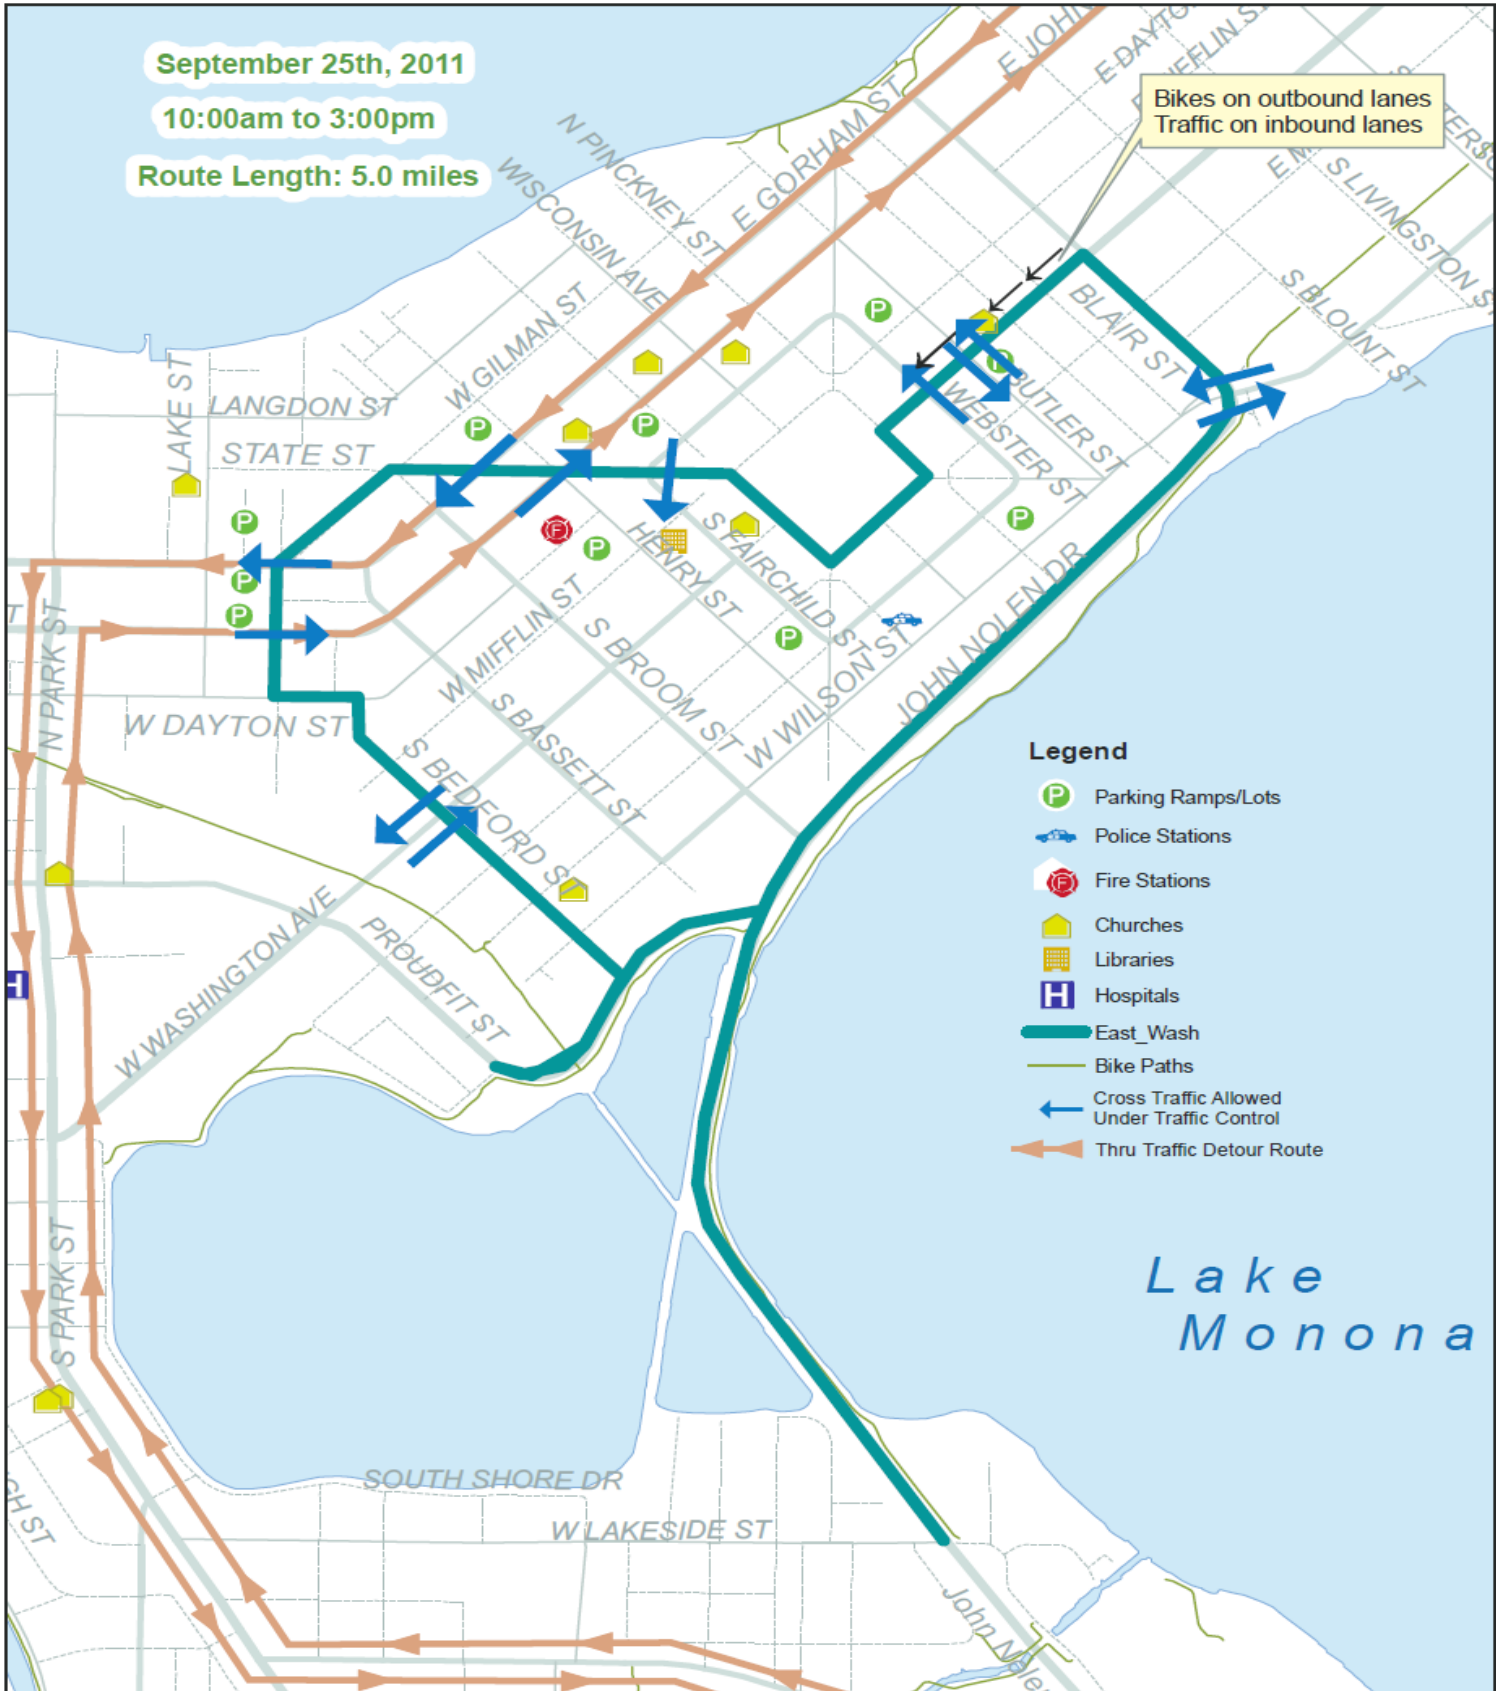 September 25th, 2011
10:00am to 3:00pm
Route Length: 5.0 miles
Bikes on outbound lanes
Traffic on inbound lanes
E DAYTO
IFFLIN S
E JOHN
E GORHAM ST
N PINCKNEY ST
WISCONSIN AVE
S LIVINGSTON ST
S BLOUNT ST
BLAIR ST
BUTLER ST
WEBSTER ST
W GILMAN ST
LAKE ST
LANGDON ST
STATE ST
P
P
P
P
P
P
P
P
P
P
F
HENRY ST
S FAIRCHILD ST
W MIFFLIN ST
S BROOM ST
W WILSON ST
JOHN NOLEN DR
N PARK ST
W DAYTON ST
S BASSETT ST
S BEDFORD ST
W WASHINGTON AVE
PROUDFIT ST
H
S PARK ST
Legend
P Parking Ramps/Lots
Police Stations
F Fire Stations
Churches
Libraries
H Hospitals
East_Wash
Bike Paths
Cross Traffic Allowed
Under Traffic Control
Thru Traffic Detour Route
Lake
Monona
SOUTH SHORE DR
W LAKESIDE ST
GH ST
John Nolen